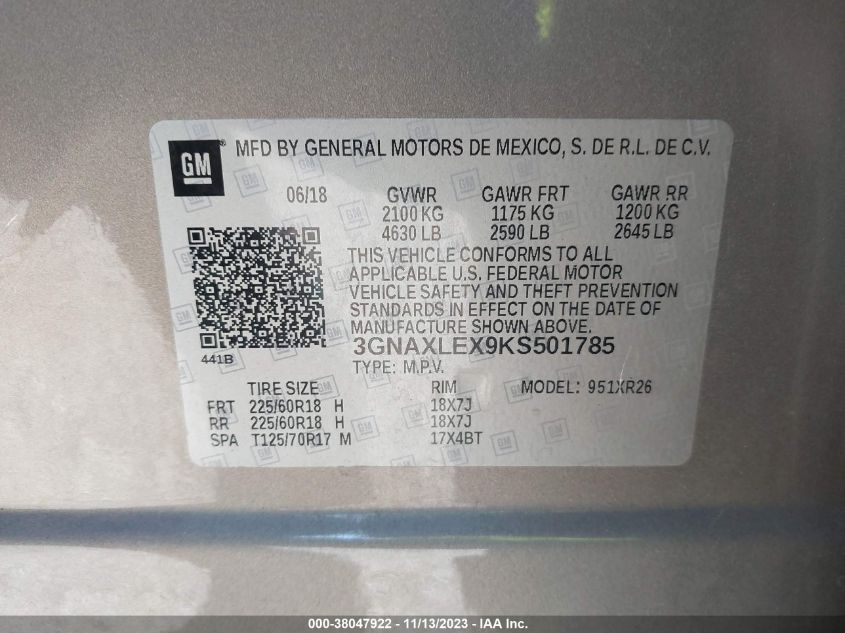 GM ® MFD BY GENERAL MOTORS DE MEXICO, S. DE R.L. DE C.V.
06/18 GVWR GAWR FRT GAWR RR
2100 KG 1175 KG 1200 KG
4630 LB 2590 LB 2645 LB
THIS VEHICLE CONFORMS TO ALL
APPLICABLE U.S. FEDERAL MOTOR
VEHICLE SAFETY AND THEFT PREVENTION
STANDARDS IN EFFECT ON THE DATE OF
MANUFACTURE SHOWN ABOVE.
3GNAXLEX9KS501785
441B
TYPE: M.P.V.
TIRE SIZE RIM MODEL: 951XR26
FRT 225/60R18 H 18X7J
RR 225/60R18 H 18X7J
SPA T125/70R17 M 17X4BT
000-38047922 - 11/13/2023 - IAA Inc.